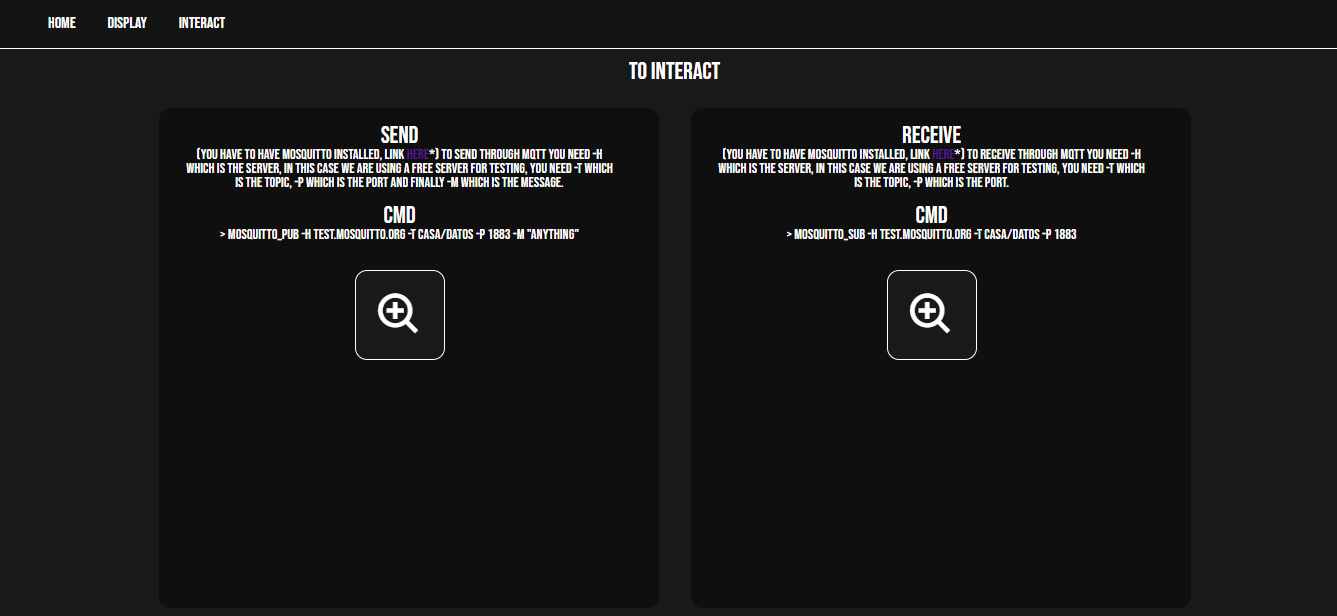 HOME DISPLAY INTERACT
TO INTERACT
SEND
(YOU HAVE TO HAVE MOSQUITTO INSTALLED, LINK HERE*) TO SEND THROUGH MQTT YOU NEED -H
WHICH IS THE SERVER, IN THIS CASE WE ARE USING A FREE SERVER FOR TESTING, YOU NEED -T WHICH
IS THE TOPIC, -P WHICH IS THE PORT AND FINALLY -M WHICH IS THE MESSAGE.
CMD
> MOSQUITTO_PUB -H TEST.MOSQUITTO.ORG -T CASA/DATOS -P 1883 -M "ANYTHING"
RECEIVE
(YOU HAVE TO HAVE MOSQUITTO INSTALLED, LINK HERE*) TO RECEIVE THROUGH MQTT YOU NEED -H
WHICH IS THE SERVER, IN THIS CASE WE ARE USING A FREE SERVER FOR TESTING, YOU NEED -T WHICH
IS THE TOPIC, -P WHICH IS THE PORT.
CMD
> MOSQUITTO_SUB -H TEST.MOSQUITTO.ORG -T CASA/DATOS -P 1883